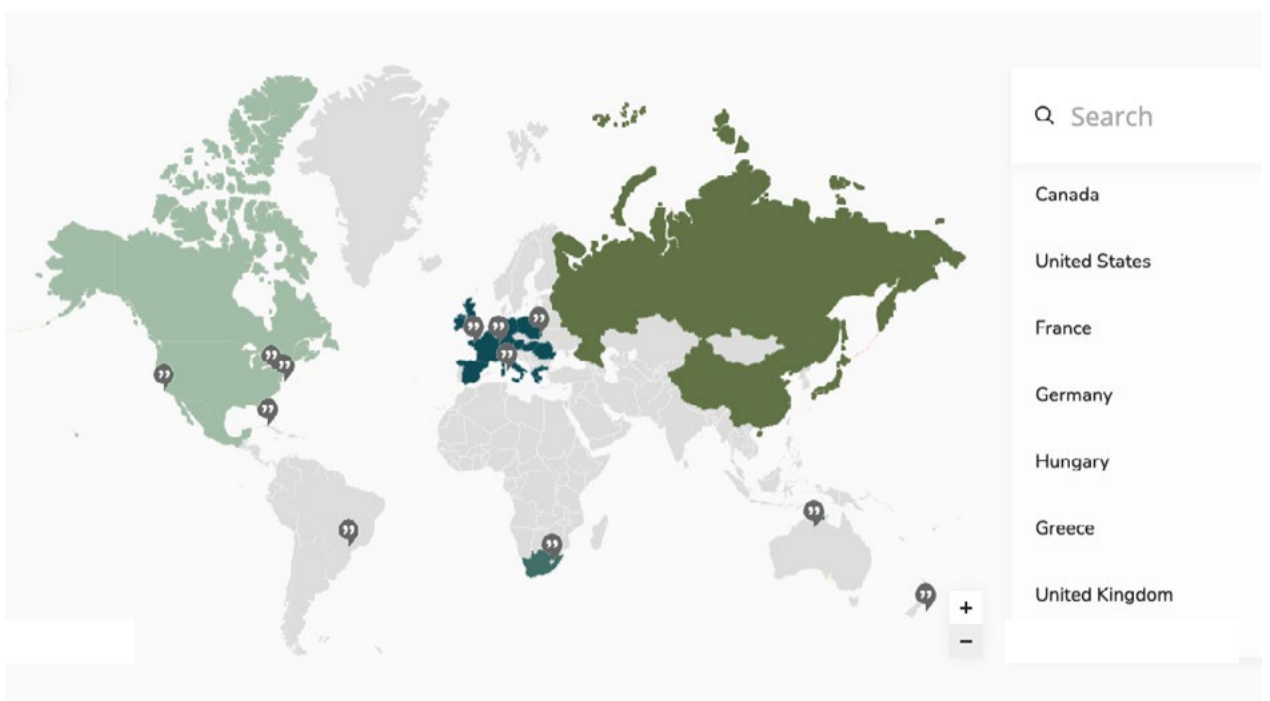 Search
Canada
United States
France
Germany
Hungary
Greece
United Kingdom
+
−